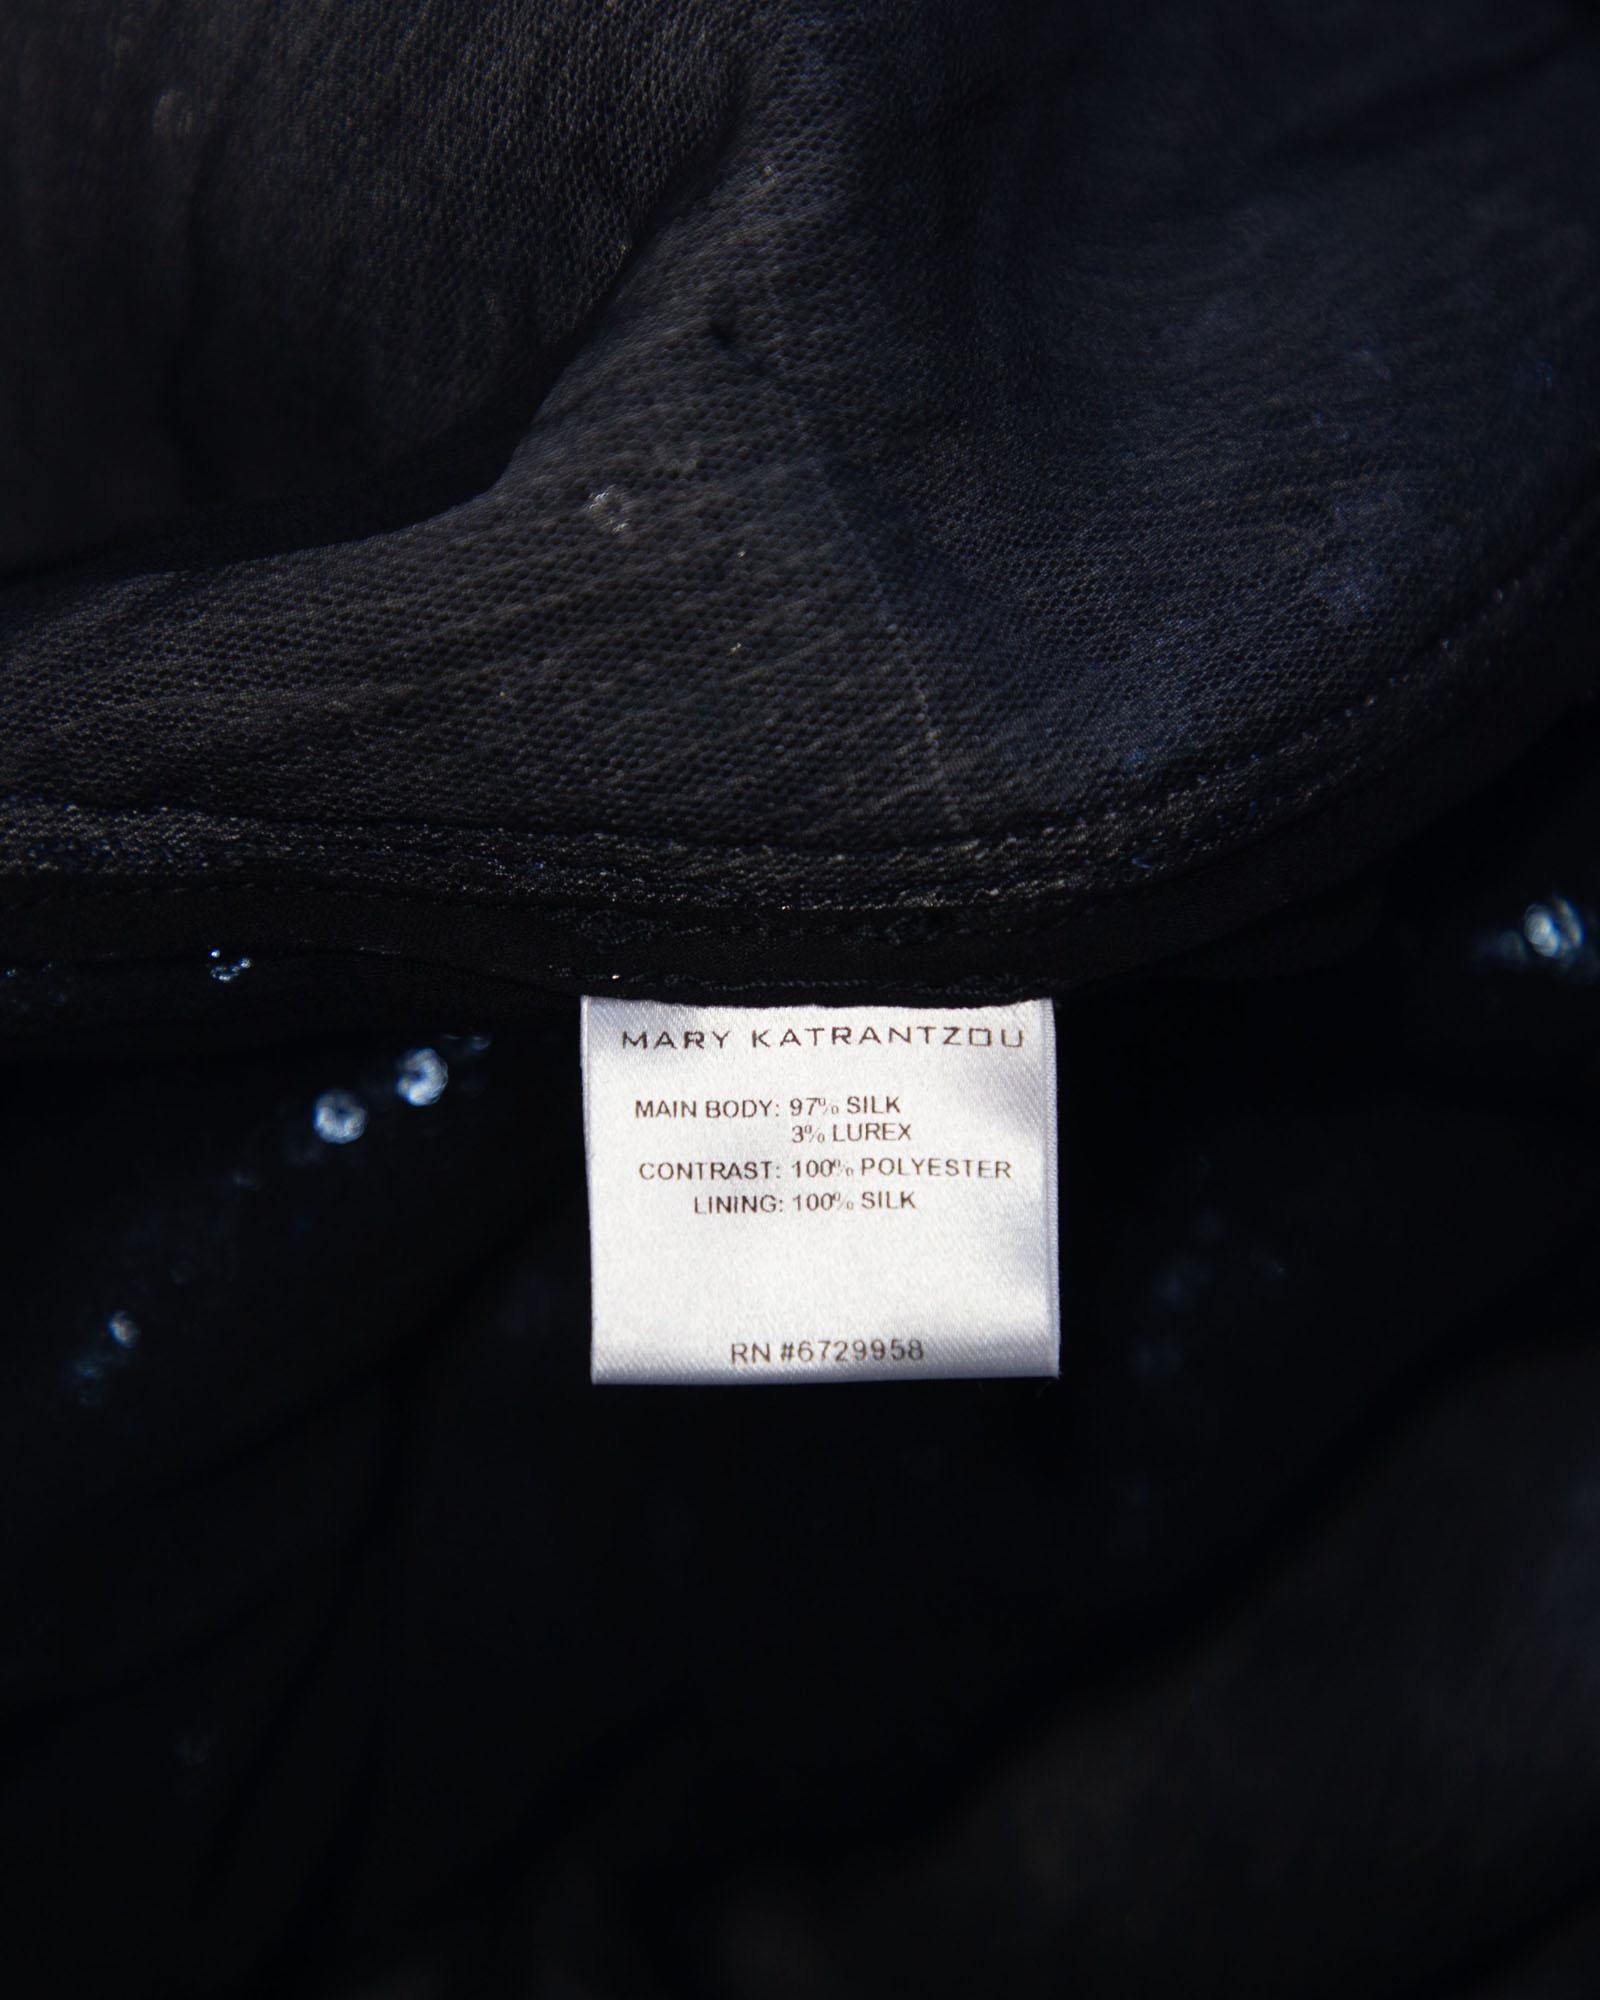 MARY KATRANTZOU
MAIN BODY: 97% SILK
3% LUREX
CONTRAST: 100% POLYESTER
LINING: 100% SILK
RN #6729958